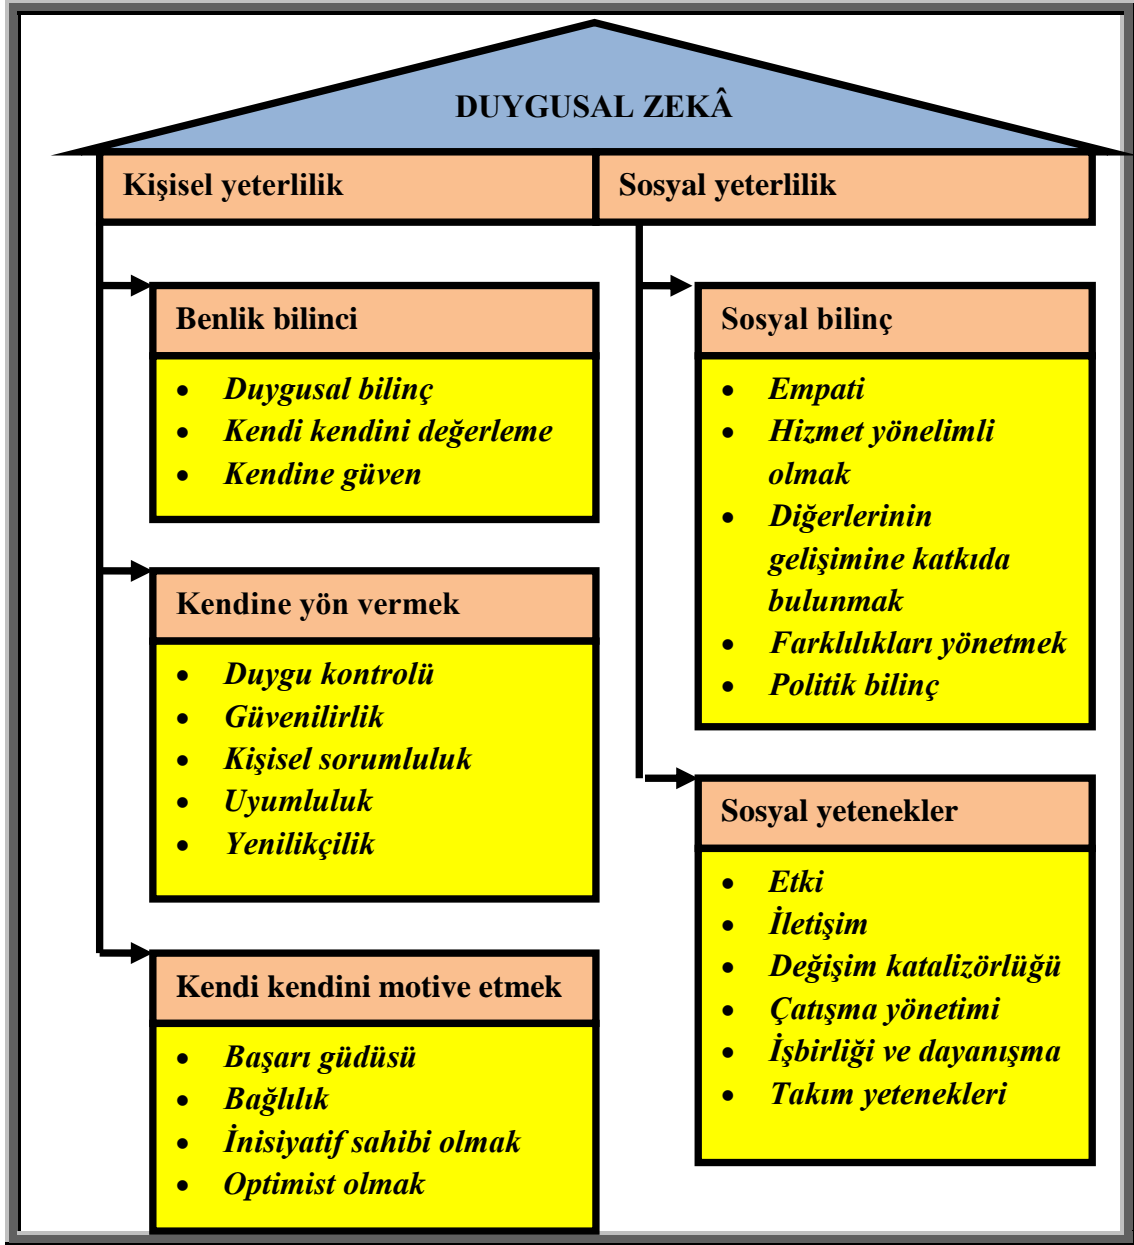 DUYGUSAL ZEKÂ
Kişisel yeterlilik
Sosyal yeterlilik
Benlik bilinci
• Duygusal bilinç
• Kendi kendini değerleme
• Kendine güven
Kendine yön vermek
• Duygu kontrolü
• Güvenilirlik
• Kişisel sorumluluk
• Uyumluluk
• Yenilikçilik
Kendi kendini motive etmek
• Başarı güdüsü
• Bağlılık
• İnisiyatif sahibi olmak
• Optimist olmak
Sosyal bilinç
• Empati
• Hizmet yönelimli
olmak
• Diğerlerinin
gelişimine katkıda
bulunmak
• Farklılıkları yönetmek
• Politik bilinç
Sosyal yetenekler
• Etki
• İletişim
• Değişim katalizörlüğü
• Çatışma yönetimi
• İşbirliği ve dayanışma
• Takım yetenekleri